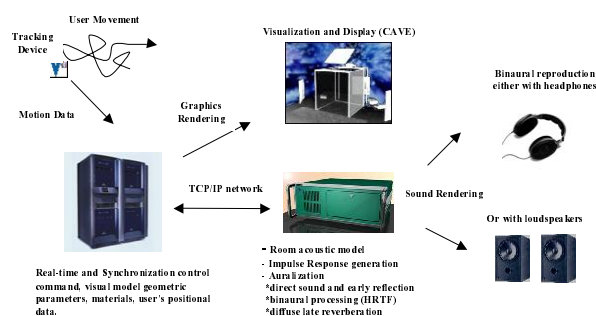 User Movement
Tracking
Device
Motion Data
Visualization and Display (CAVE)
Graphics
Rendering
Binaural reproduction
either with headphones
TCP/IP network
Sound Rendering
Or with loudspeakers
Real-time and Synchronization control
command, visual model geometric
parameters, materials, user's positional
data.
- Room acoustic model
- Impulse Response generation
- Auralization
*direct sound and early reflection
*binaural processing (HRTF)
*diffuse late reverberation